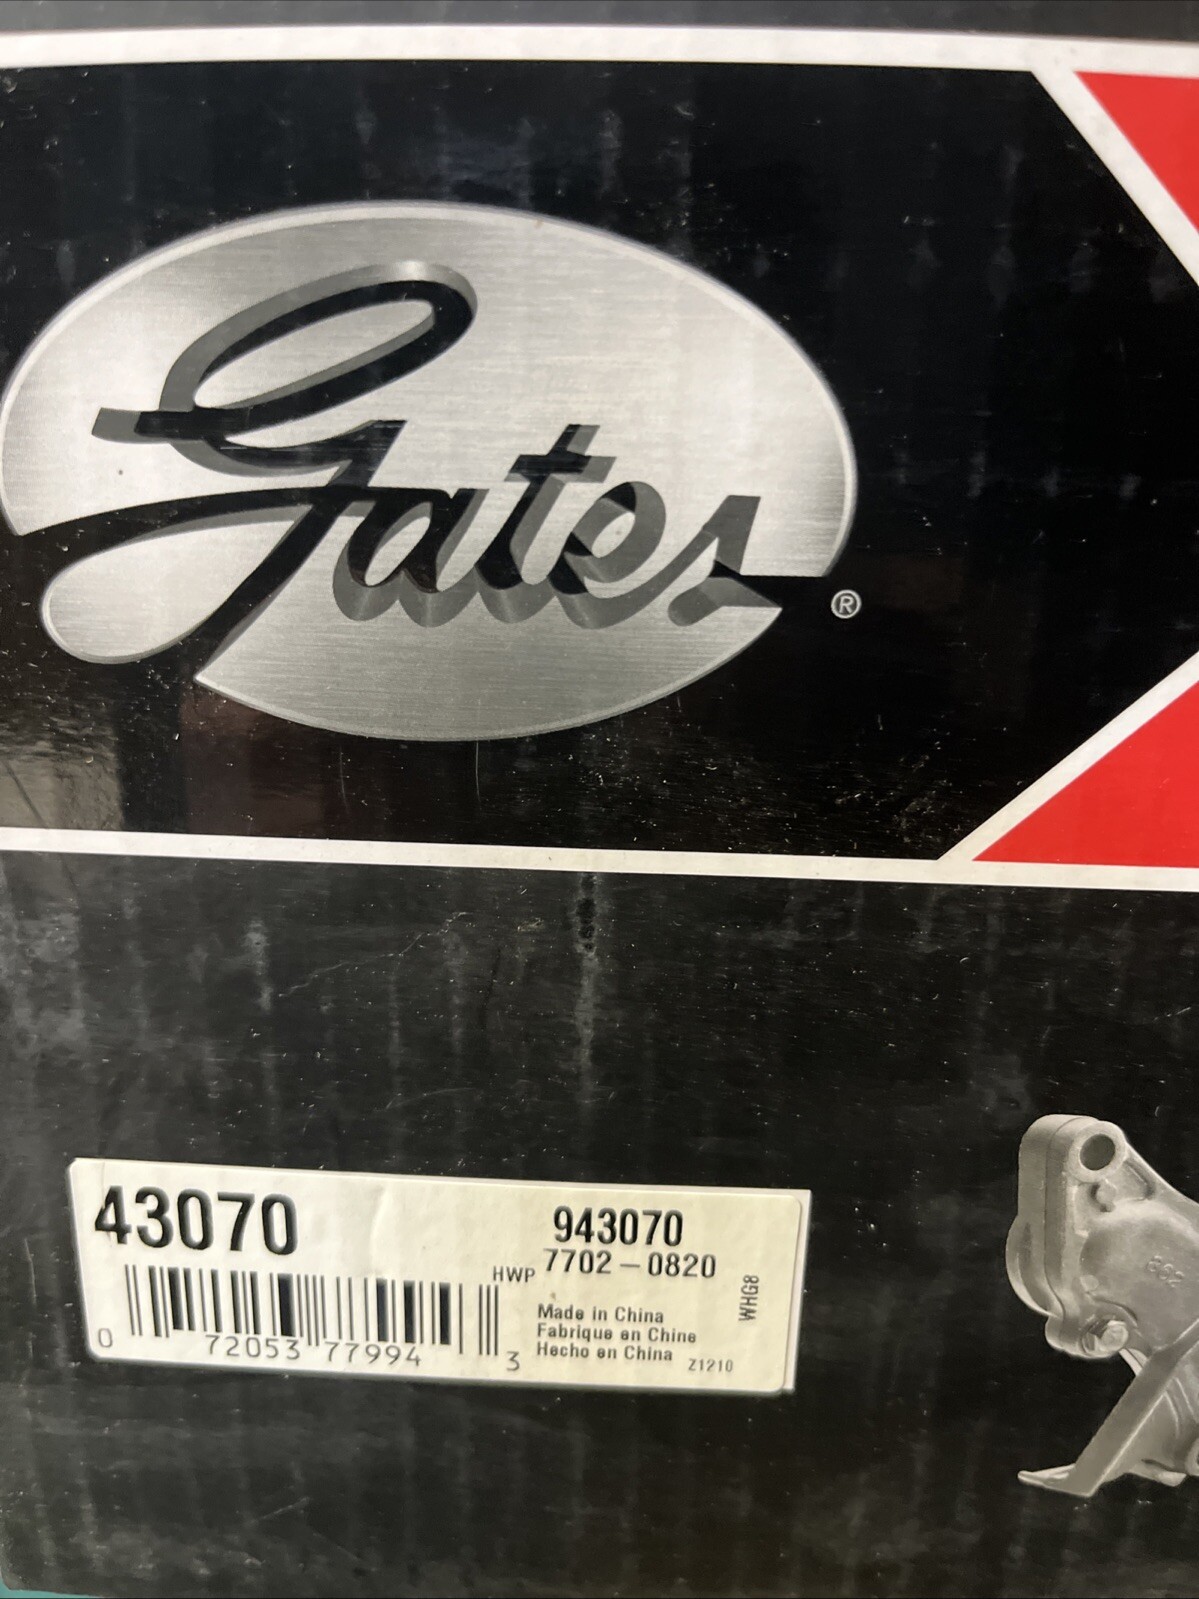 Gates®
43070
943070
HWP 7702-0820
WHG8
Made in China
Fabrique en Chine
Hecho en China Z1210
0 72053 77994 3